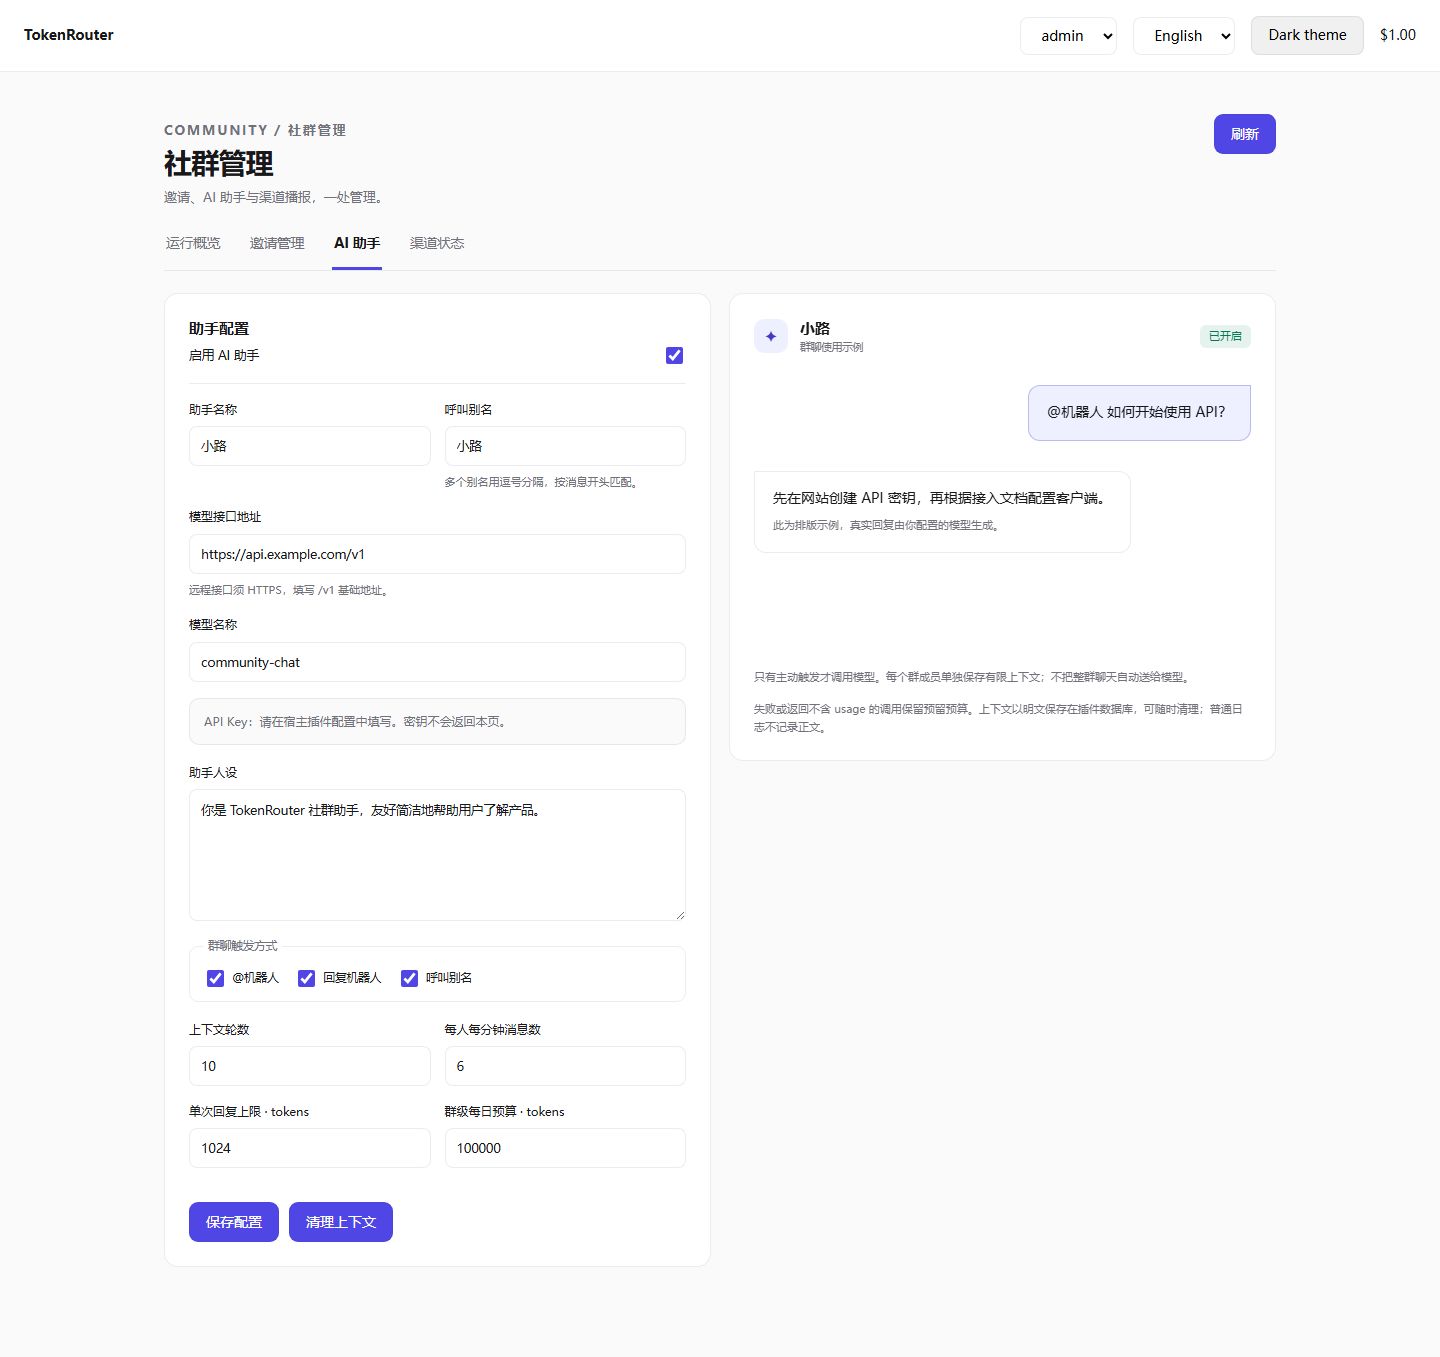 TokenRouter
admin
English
Dark theme
$1.00
COMMUNITY / 社群管理
社群管理
邀请、AI 助手与渠道播报，一处管理。
刷新
运行概览
邀请管理
AI 助手
渠道状态
助手配置
启用 AI 助手
助手名称
呼叫别名
小路
小路
多个别名用逗号分隔，按消息开头匹配。
模型接口地址
https://api.example.com/v1
远程接口须 HTTPS，填写 /v1 基础地址。
模型名称
community-chat
API Key：请在宿主插件配置中填写。密钥不会返回本页。
助手人设
你是 TokenRouter 社群助手，友好简洁地帮助用户了解产品。
群聊触发方式
@机器人
回复机器人
呼叫别名
上下文轮数
每人每分钟消息数
10
6
单次回复上限 · tokens
群级每日预算 · tokens
1024
100000
保存配置
清理上下文
✦
小路
群聊使用示例
已开启
@机器人 如何开始使用 API？
先在网站创建 API 密钥，再根据接入文档配置客户端。
此为排版示例，真实回复由你配置的模型生成。
只有主动触发才调用模型。每个群成员单独保存有限上下文；不把整群聊天自动送给模型。
失败或返回不含 usage 的调用保留预留预算。上下文以明文保存在插件数据库，可随时清理；普通日
志不记录正文。